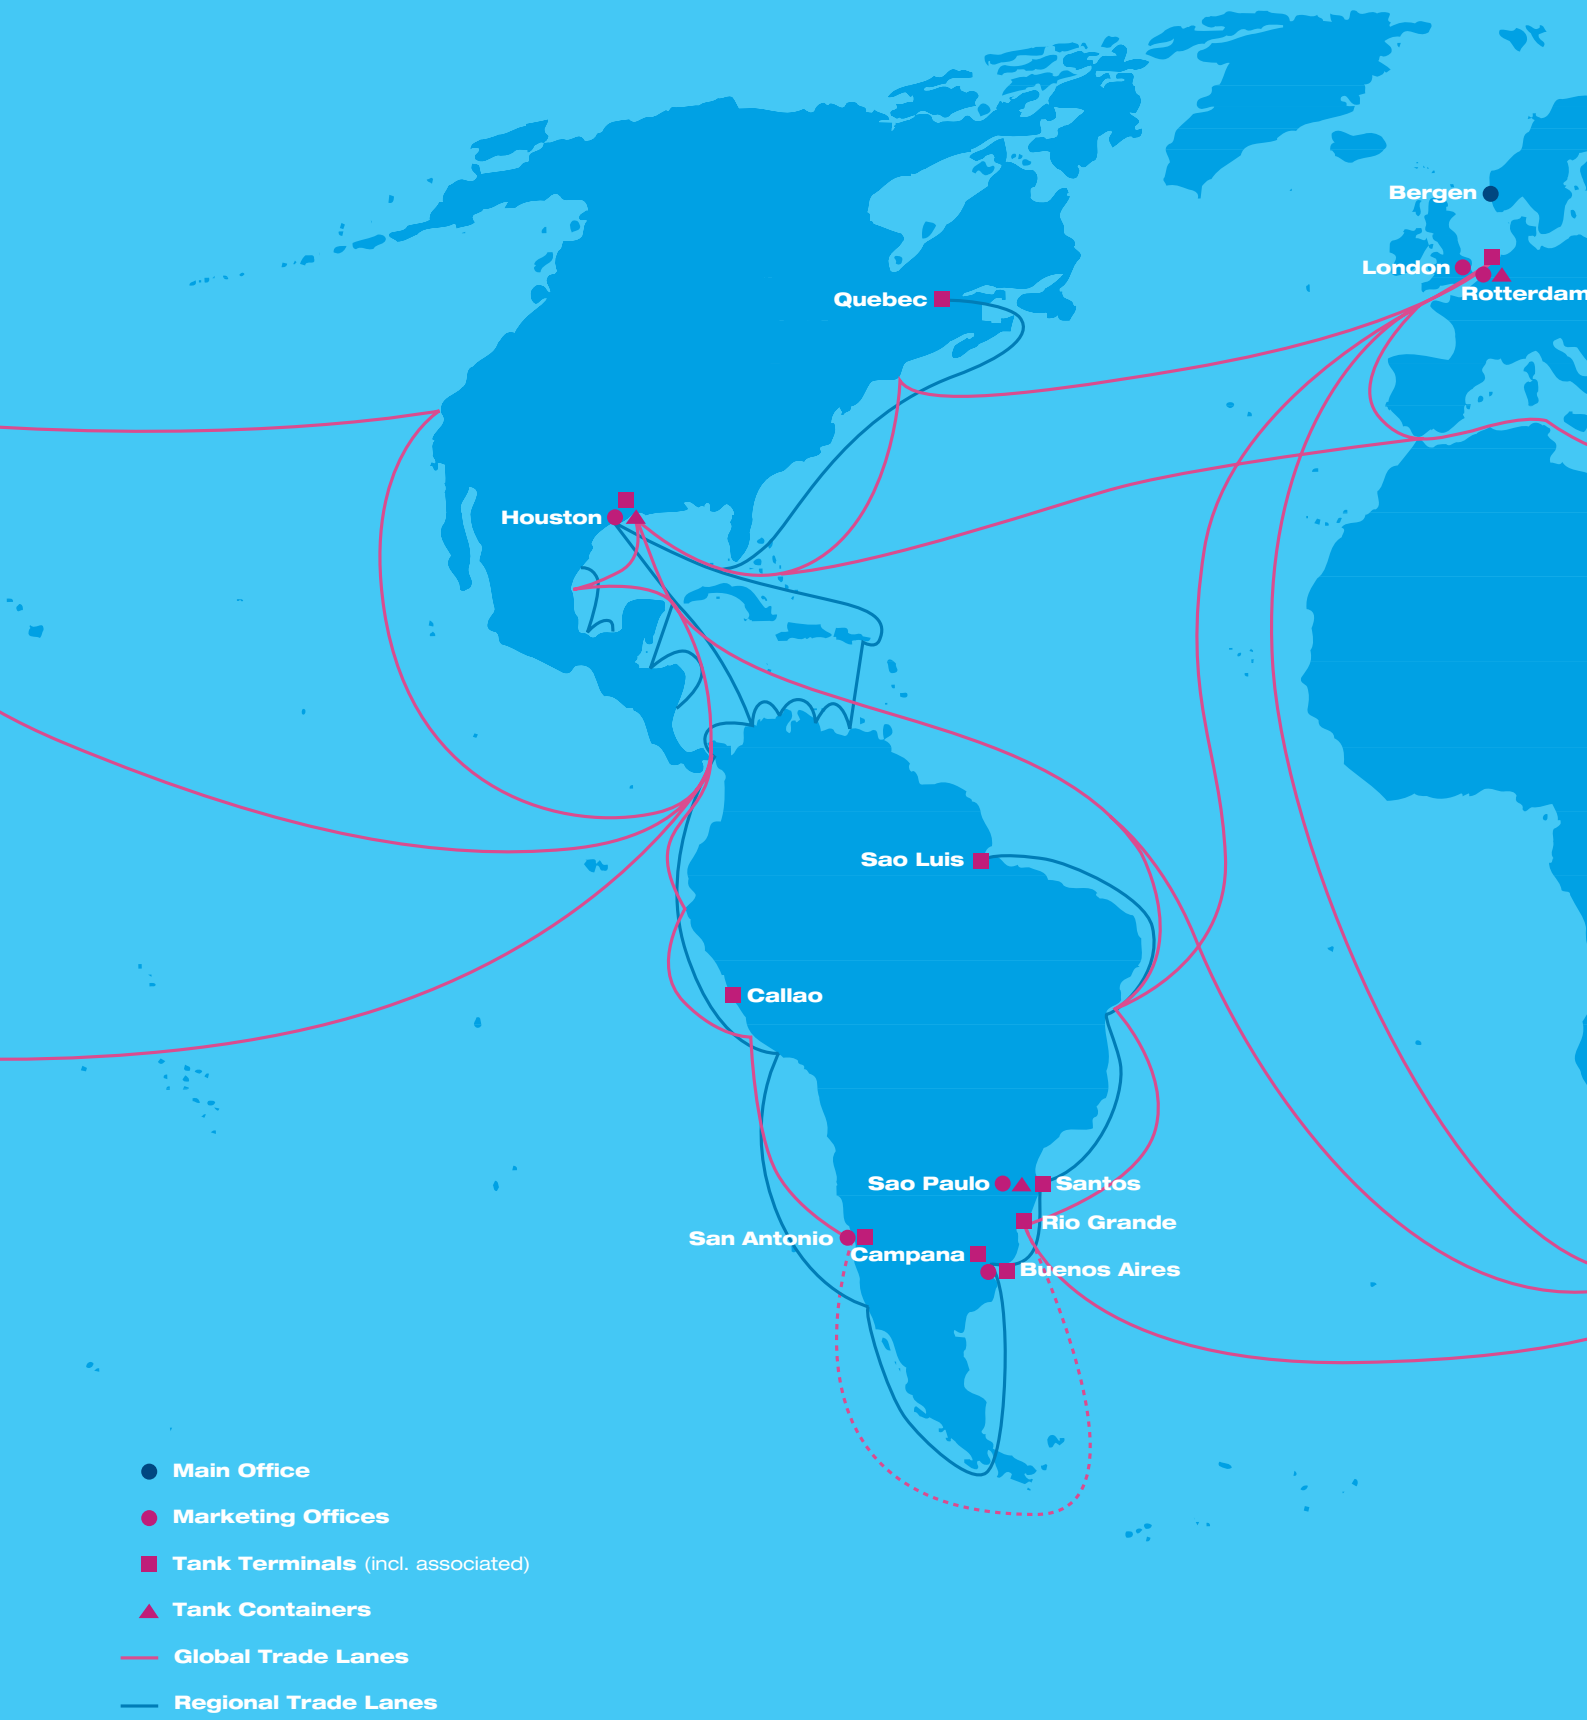 Bergen
London
Rotterdam
Quebec
Houston
Sao Luis
Callao
Sao Paulo
Santos
Rio Grande
San Antonio
Campana
Buenos Aires
Main Office
Marketing Offices
Tank Terminals (incl. associated)
Tank Containers
Global Trade Lanes
Regional Trade Lanes